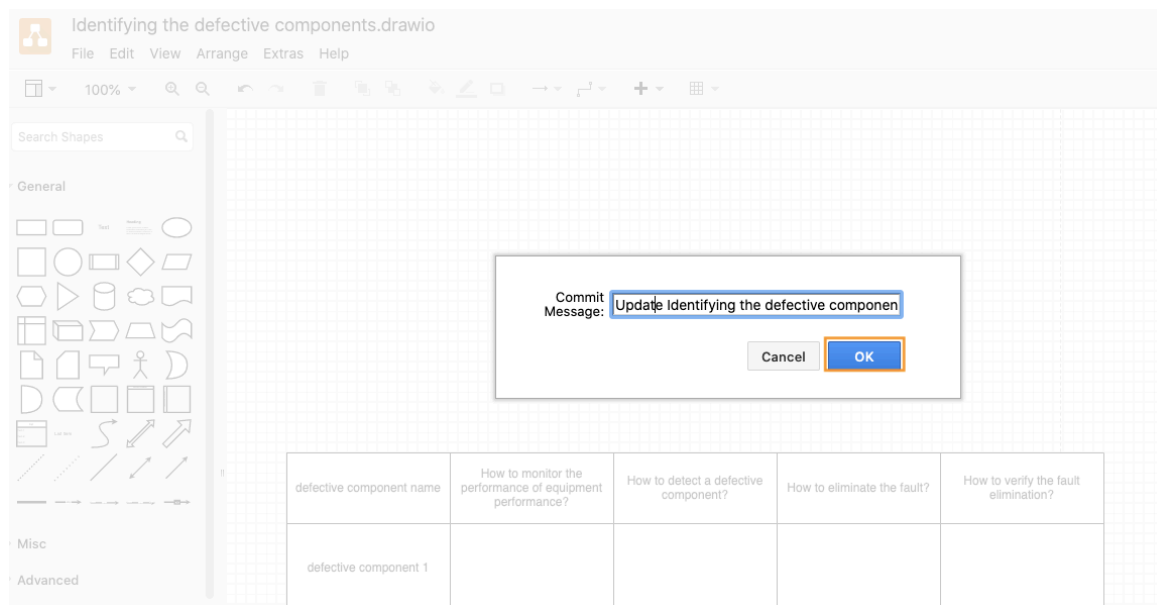 Identifying the defective components.drawio
File Edit View Arrange Extras Help
100%
Search Shapes
General
Text
Commit
Message:
Update Identifying the defective componen
Cancel OK
How to monitor the
performance of equipment
performance?
defective component name
How to detect a defective
component?
How to eliminate the fault?
How to verify the fault
elimination?
Misc
defective component 1
Advanced